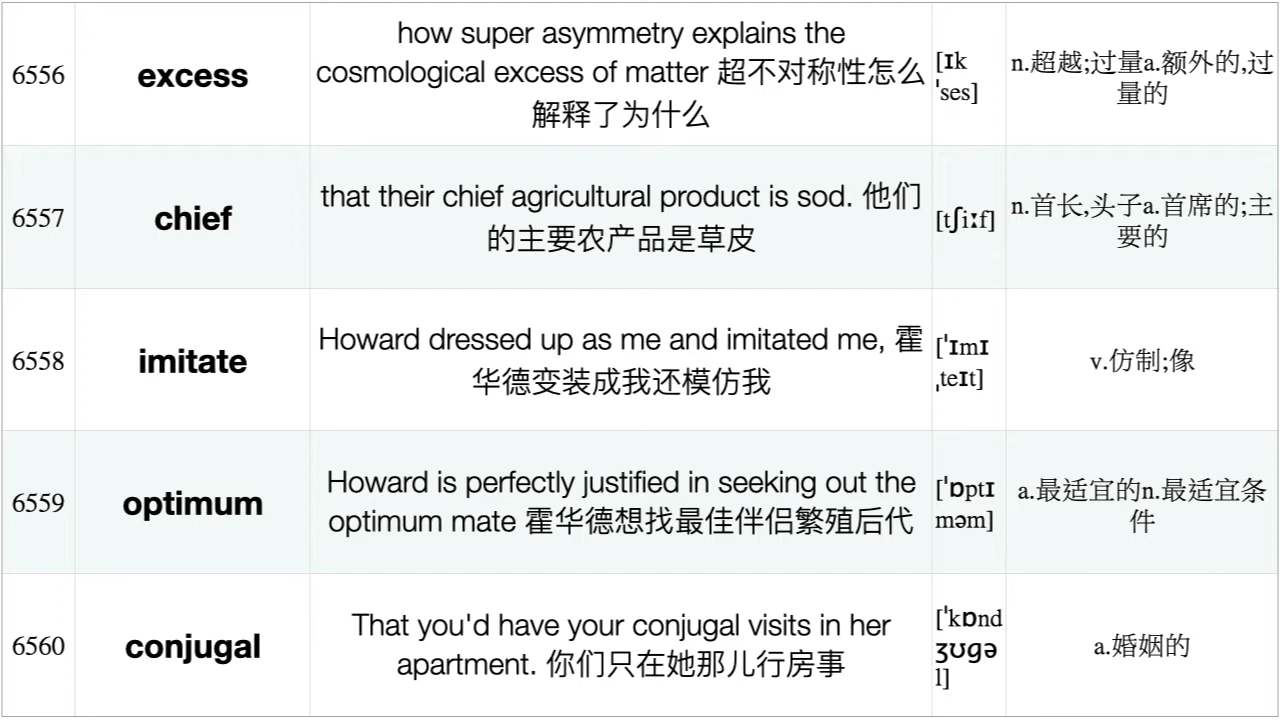 6556
excess
how super asymmetry explains the
cosmological excess of matter 超不对称性怎么
解释了为什么
[ɪk
ˈses]
n.超越;过量a.额外的,过
量的
6557
chief
that their chief agricultural product is sod. 他们
的主要农产品是草皮
[tʃiːf]
n.首长,头子a.首席的;主
要的
6558
imitate
Howard dressed up as me and imitated me, 霍
华德变装成我还模仿我
[ˈɪmɪ
ˌteɪt]
v.仿制;像
6559
optimum
Howard is perfectly justified in seeking out the
optimum mate 霍华德想找最佳伴侣繁殖后代
[ˈɒptɪ
məm]
a.最适宜的n.最适宜条
件
6560
conjugal
That you'd have your conjugal visits in her
apartment. 你们只在她那儿行房事
[ˈkɒnd
ʒʊgə
l]
a.婚姻的